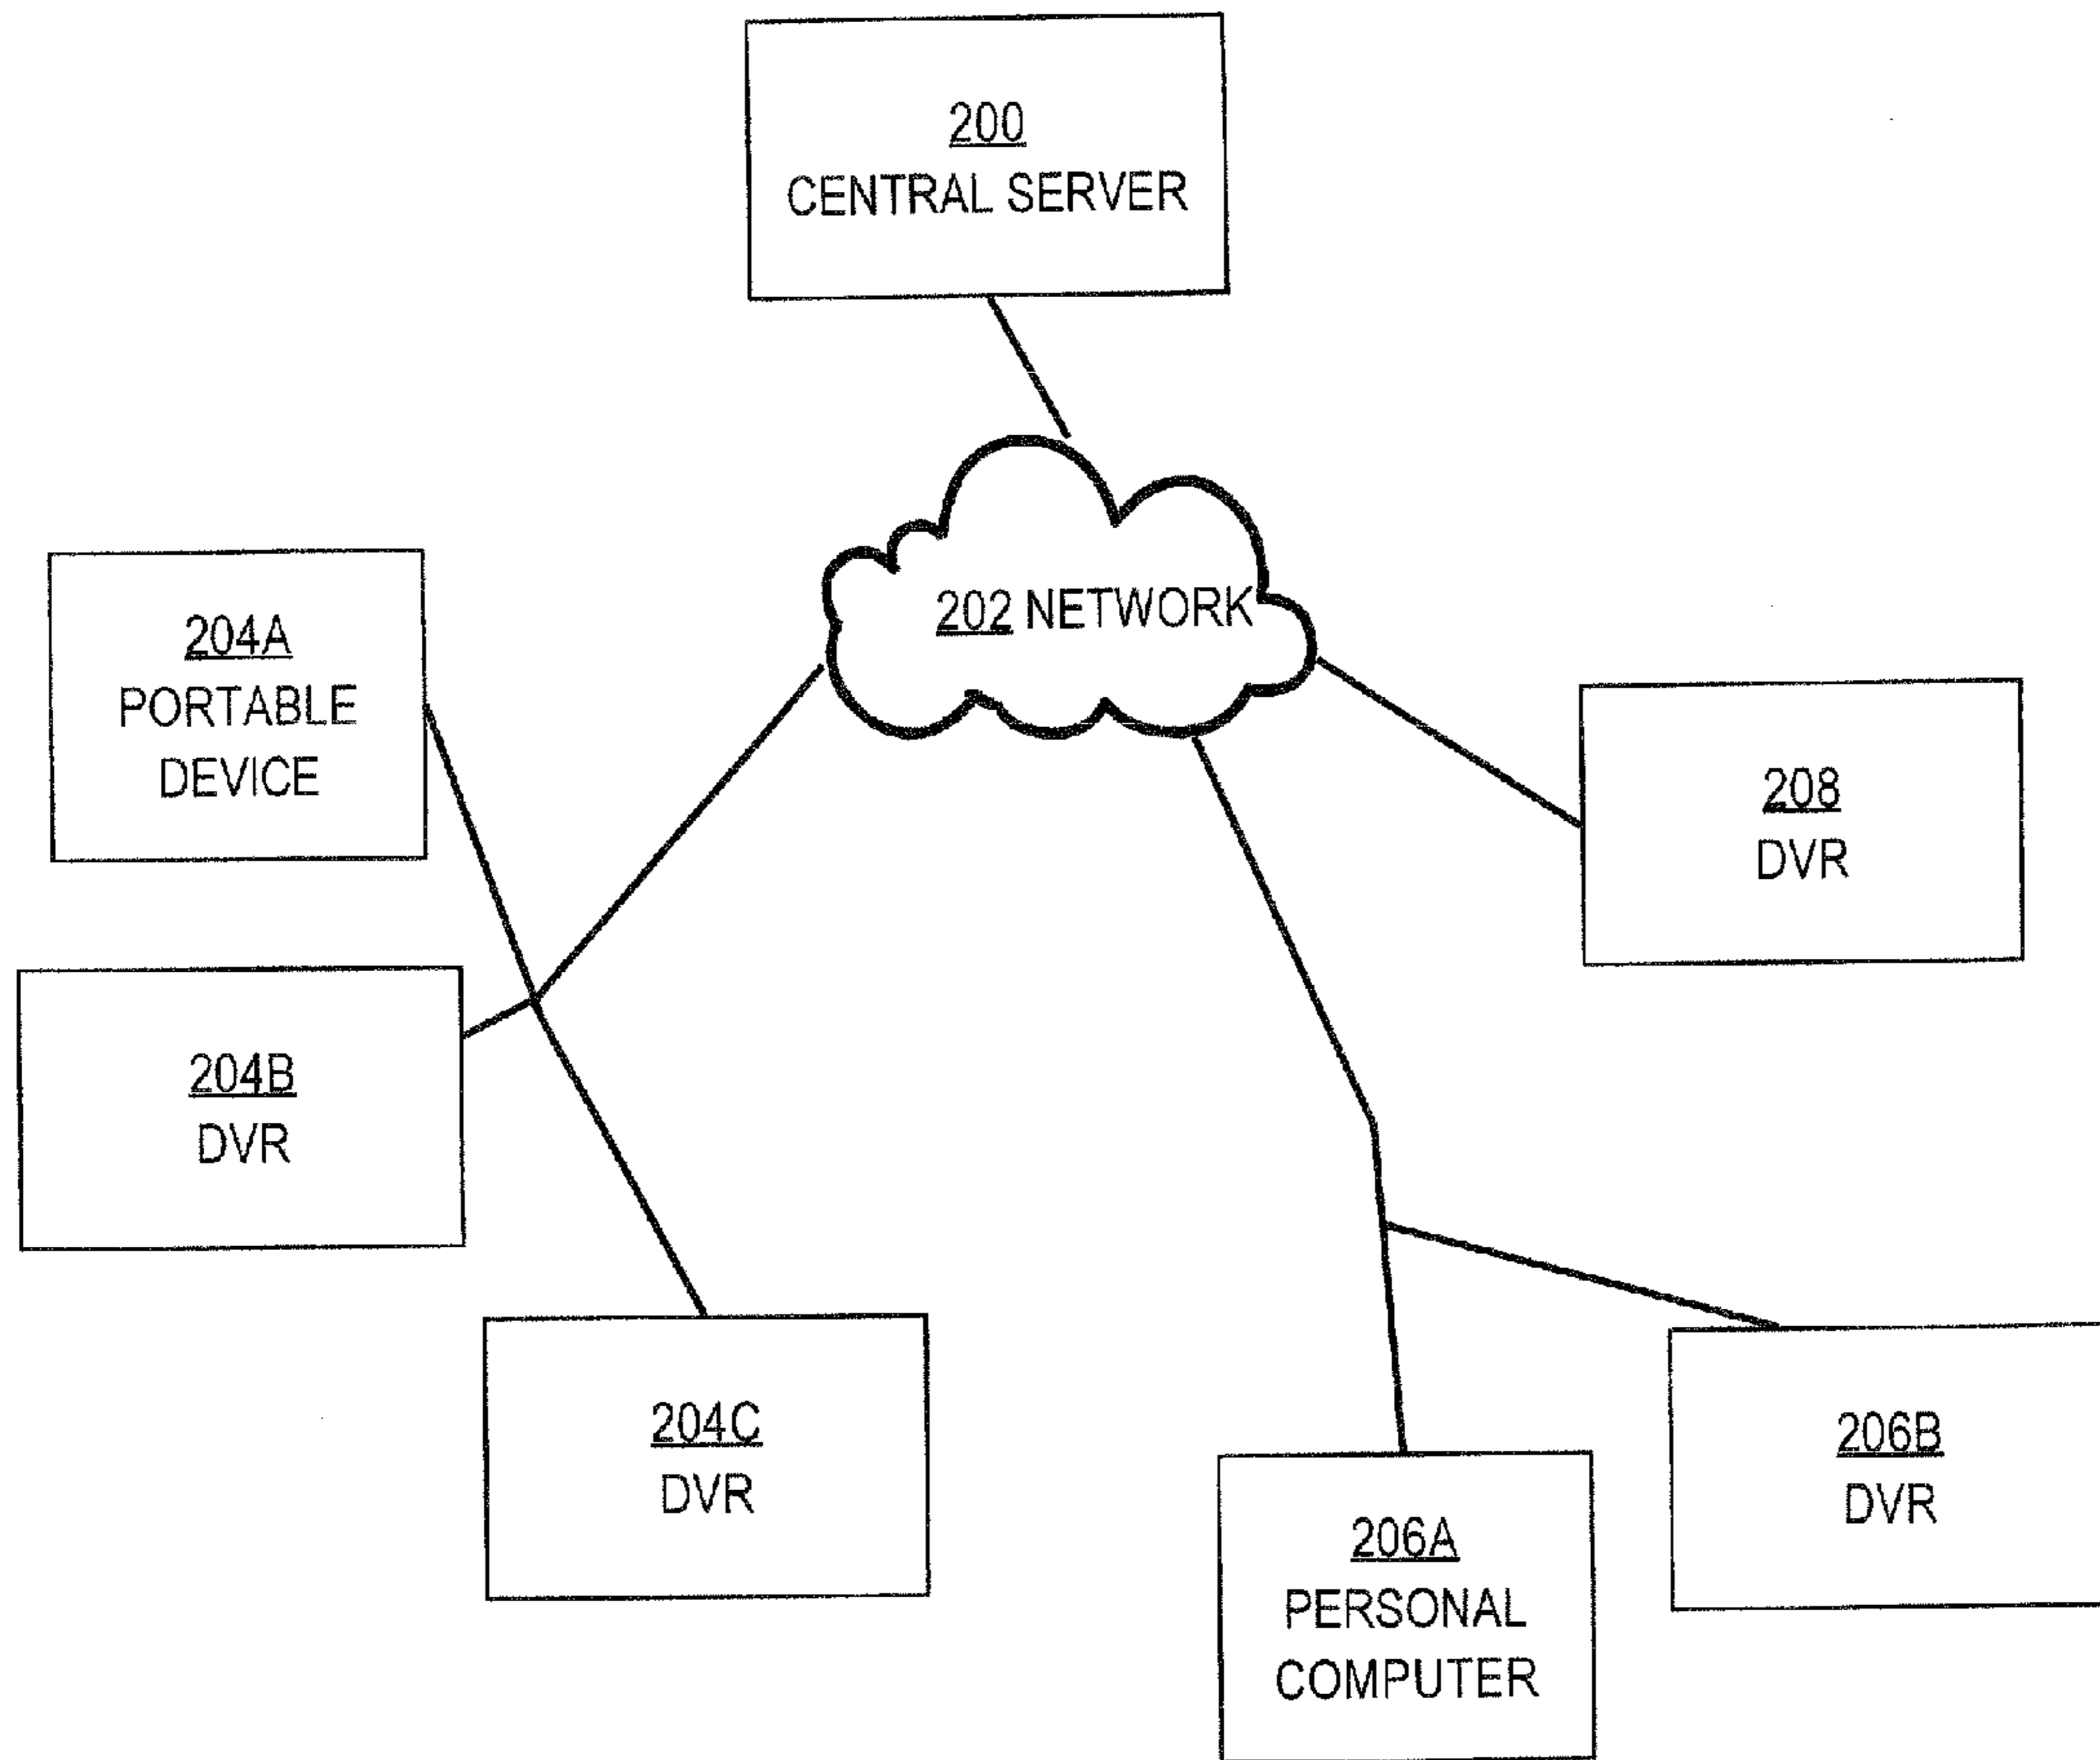 200
CENTRAL SERVER
202 NETWORK
204A
PORTABLE
DEVICE
208
DVR
204B
DVR
204C
DVR
206A
PERSONAL
COMPUTER
206B
DVR